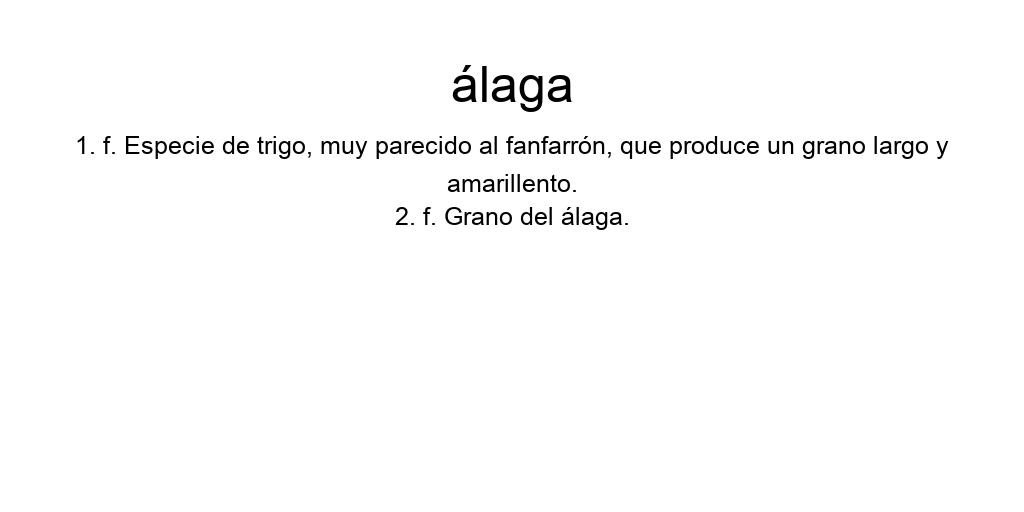 álaga
1. f. Especie de trigo, muy parecido al fanfarrón, que produce un grano largo y
amarillento.
2. f. Grano del álaga.